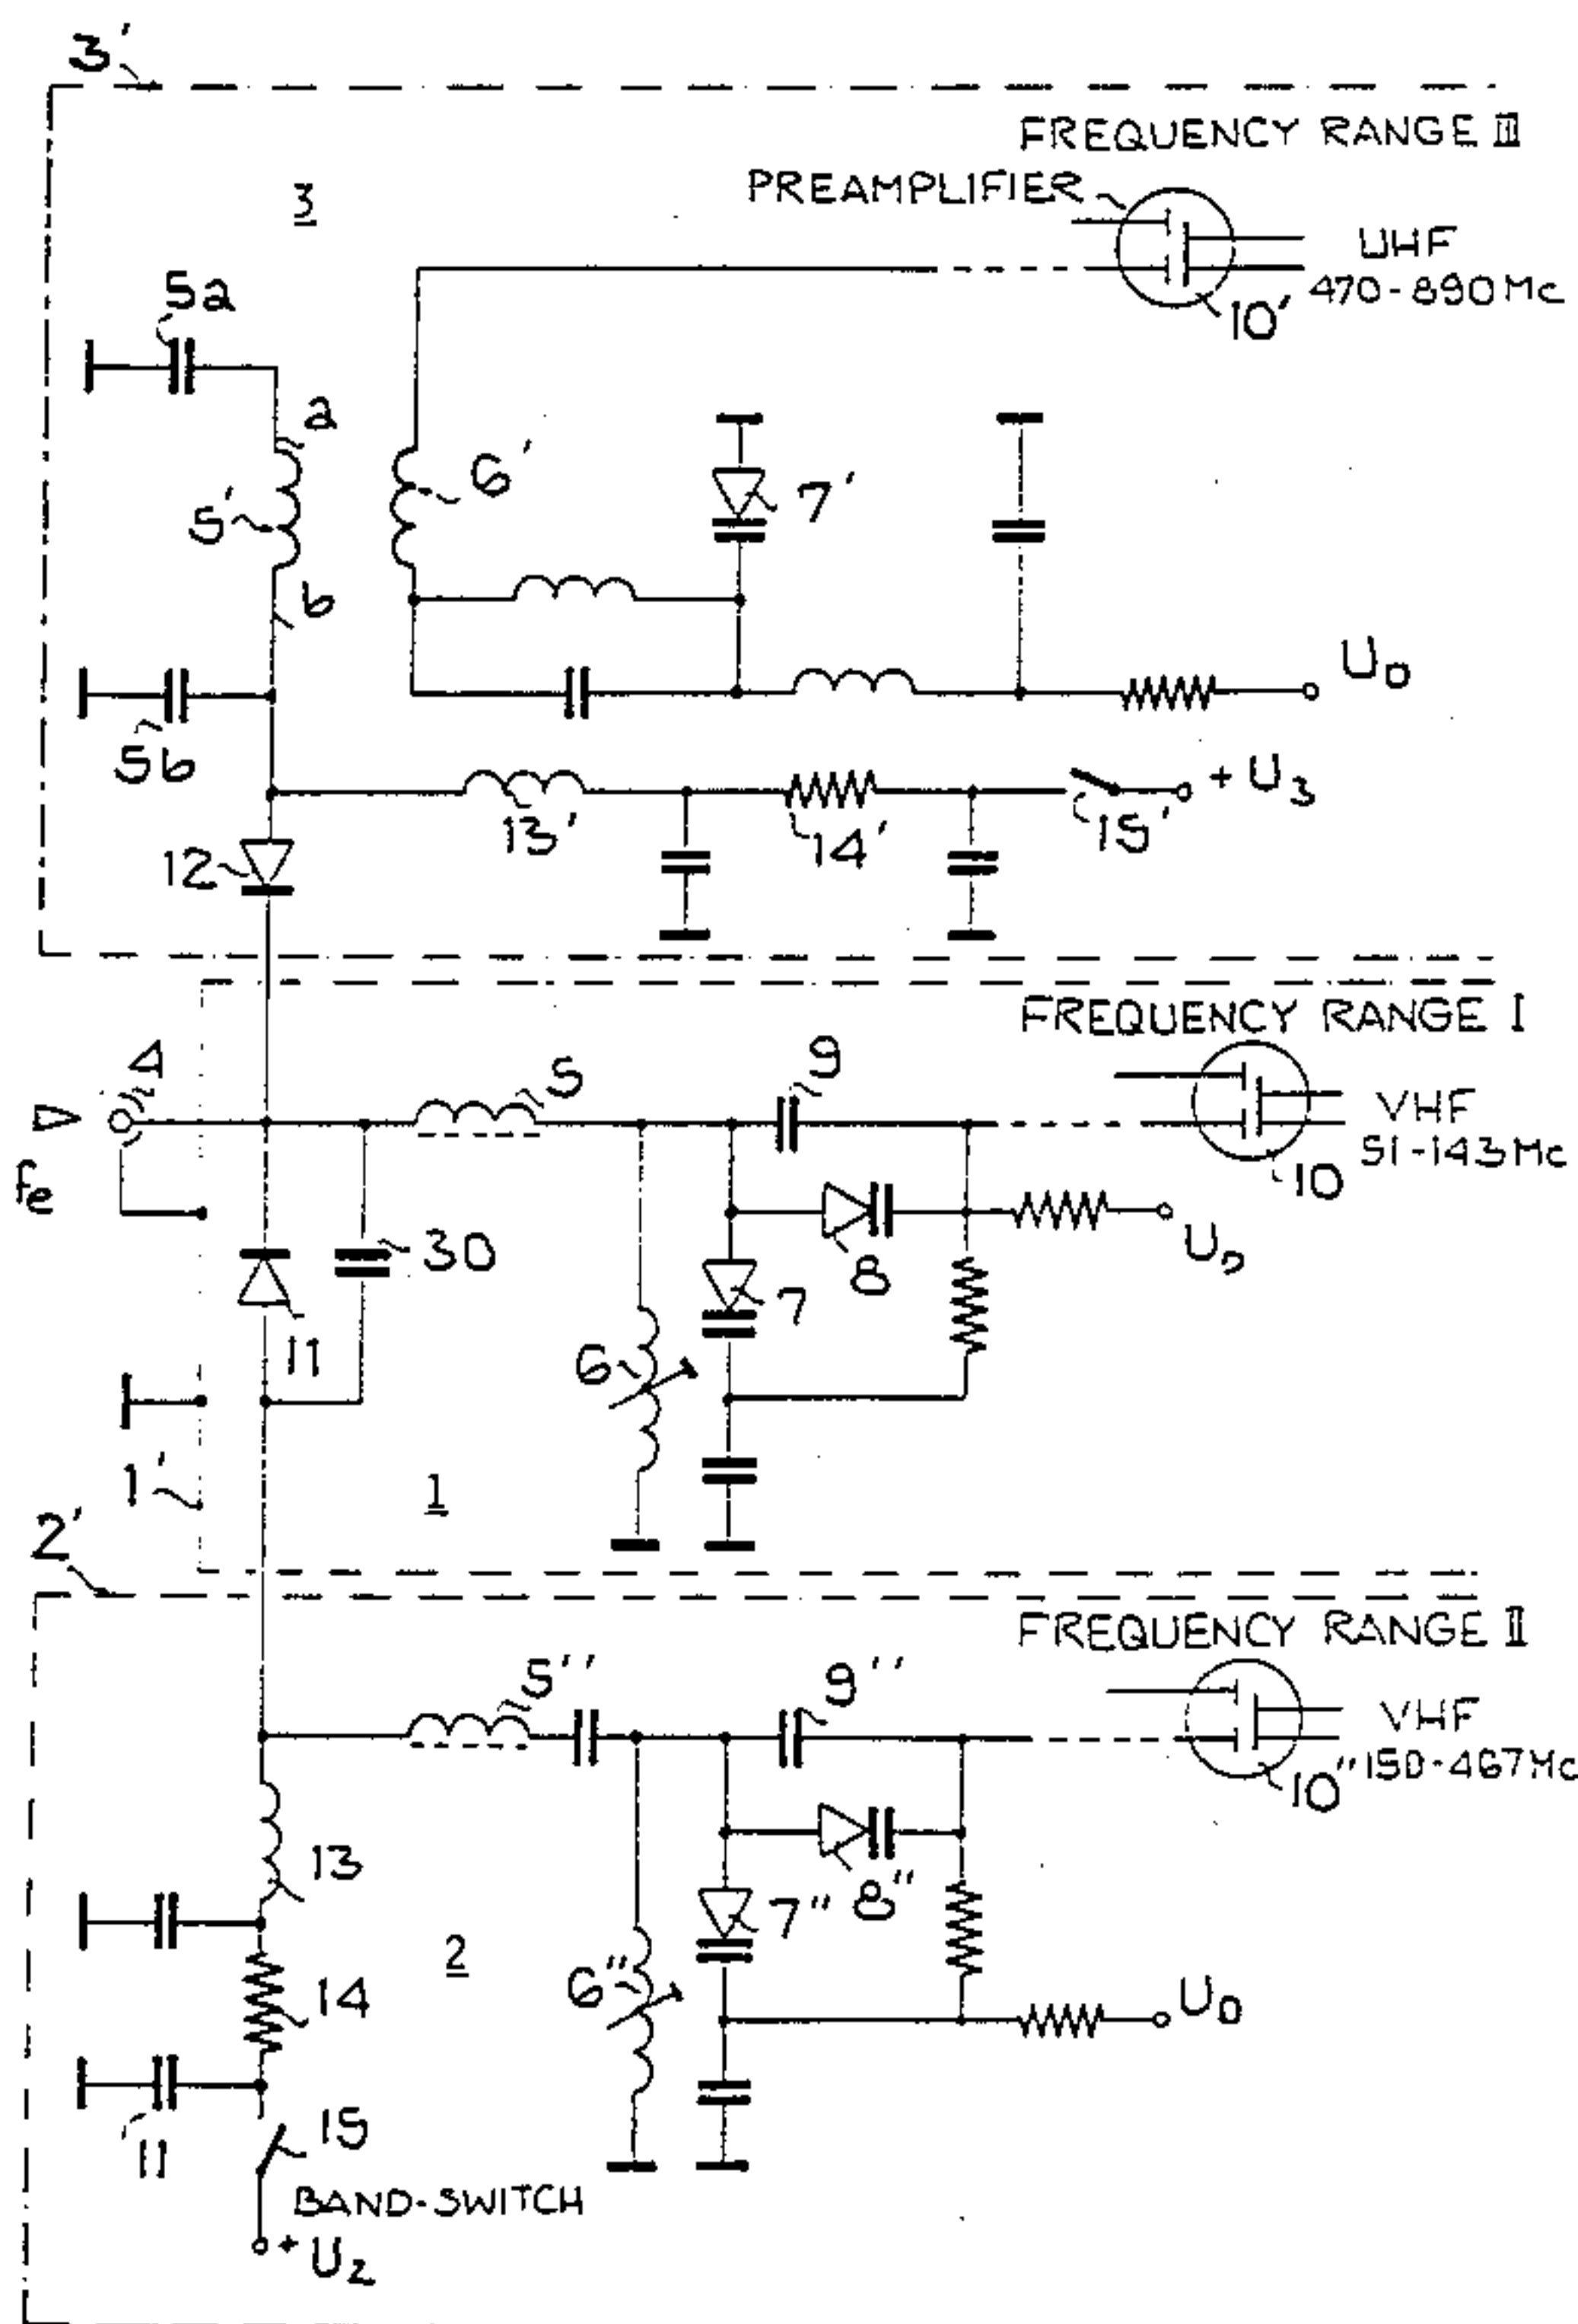 3'
FREQUENCY RANGE III
3
PREAMPLIFIER
UHF
470-890 Mc
10'
5a
a
5'
6'
7'
b
U0
5b
13'
14'
15'
+ U3
12
FREQUENCY RANGE I
4
5
9
VHF
51-143 Mc
10
fe
30
8
U0
7
11
6
1'
1
2'
FREQUENCY RANGE II
5''
9''
VHF
150-467 Mc
10''
13
8''
7''
2
6''
14
U0
11
15
BAND-SWITCH
+ U2